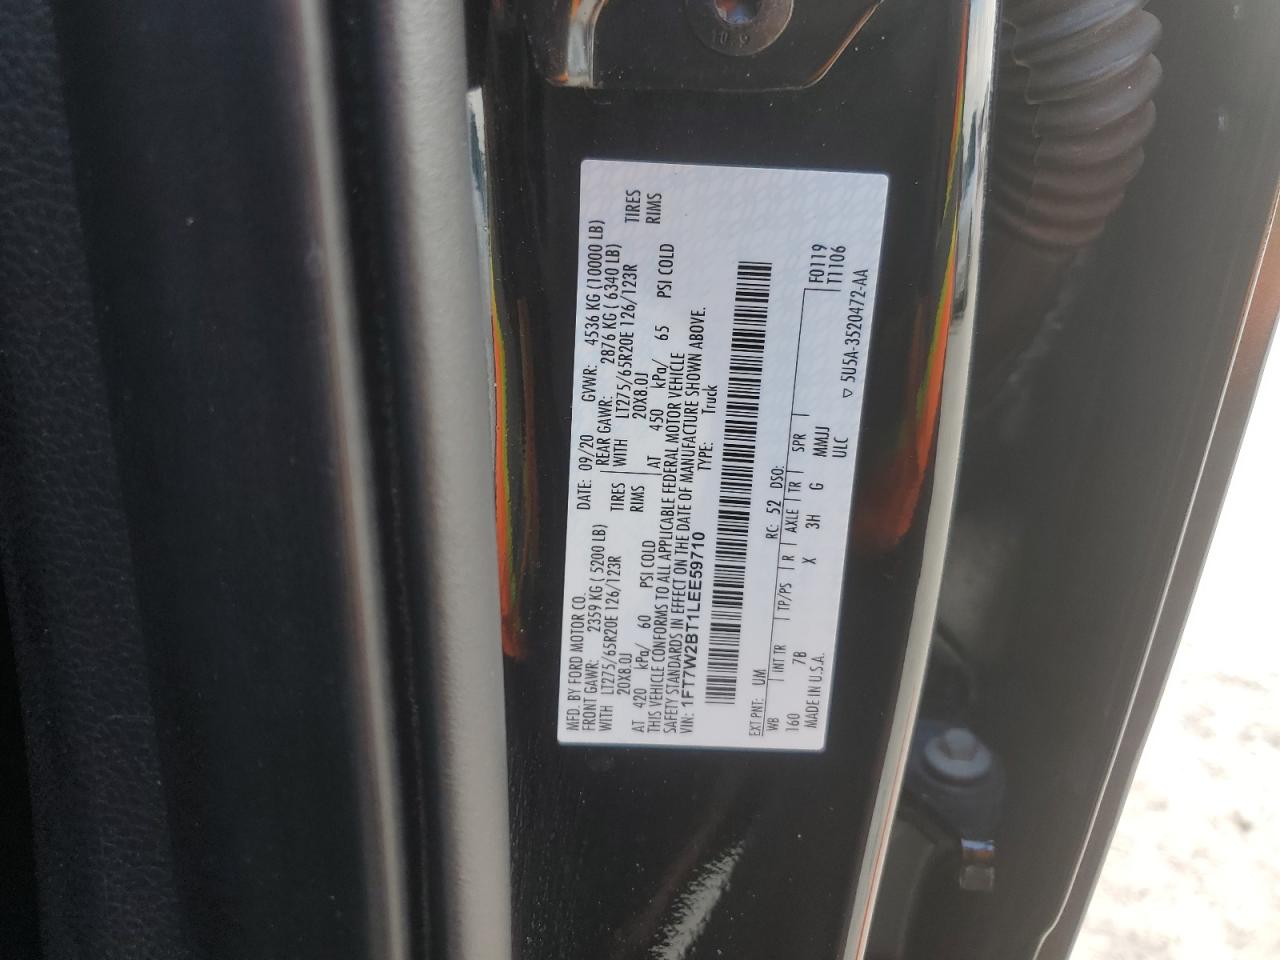 MFD. BY FORD MOTOR CO.
DATE: 09/20 GVWR: 4536 KG (10000 LB)
FRONT GAWR: 2359 KG ( 5200 LB) REAR GAWR: 2876 KG ( 6340 LB)
WITH LT275/65R20E 126/123R TIRES WITH LT275/65R20E 126/123R TIRES
20X8.0J RIMS 20X8.0J RIMS
AT 420 kPa/ 60 PSI COLD AT 450 kPa/ 65 PSI COLD
THIS VEHICLE CONFORMS TO ALL APPLICABLE FEDERAL MOTOR VEHICLE
SAFETY STANDARDS IN EFFECT ON THE DATE OF MANUFACTURE SHOWN ABOVE.
VIN: 1FT7W2BT1LEE59710 TYPE: Truck
EXT PNT: UM RC: 52 DSO:
WB INT TR TP/PS R AXLE TR SPR F0119
160 7B X 3H G MMJJ T1106
ULC
MADE IN U.S.A. ▽ 5U5A-3520472-AA